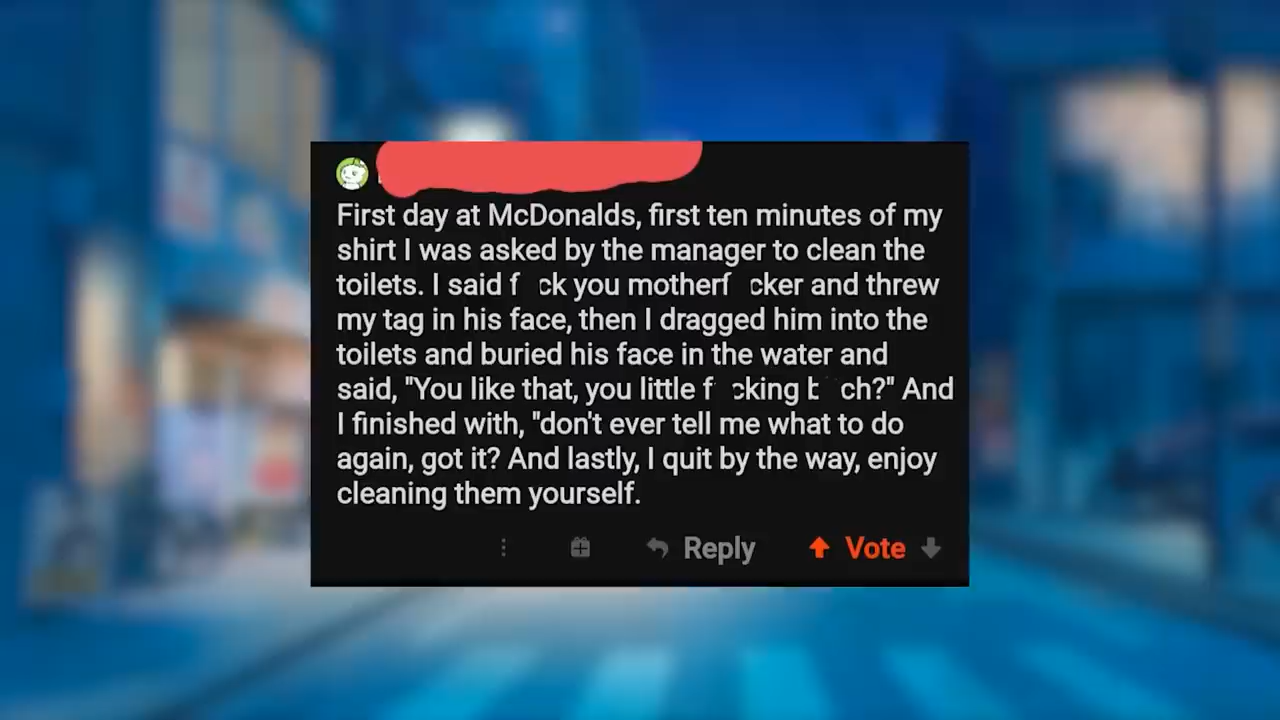 First day at McDonalds, first ten minutes of my
shirt I was asked by the manager to clean the
toilets. I said f ck you motherf cker and threw
my tag in his face, then I dragged him into the
toilets and buried his face in the water and
said, "You like that, you little f cking b ch?" And
I finished with, "don't ever tell me what to do
again, got it? And lastly, I quit by the way, enjoy
cleaning them yourself.
Reply Vote